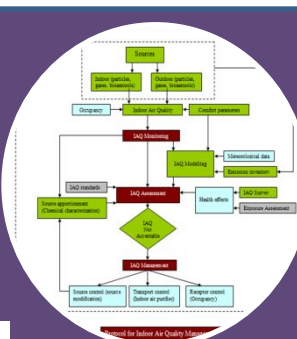 Sources
Indoor (particles,
gases, bioaerosols)
Outdoor (particles,
gases, bioaerosols)
Occupancy
Indoor Air Quality
Comfort parameters
IAQ Monitoring
Meteorological data
IAQ Modelling
Emission inventory
IAQ standards
IAQ Assessment
Health effects
IAQ Survey
Exposure Assessment
Source apportionment
(Chemical characterization)
IAQ
Not
Acceptable
IAQ Management
Source control (source
modification)
Transport control
(Indoor air purifier)
Receptor control
(Occupancy)
Protocol for Indoor Air Quality